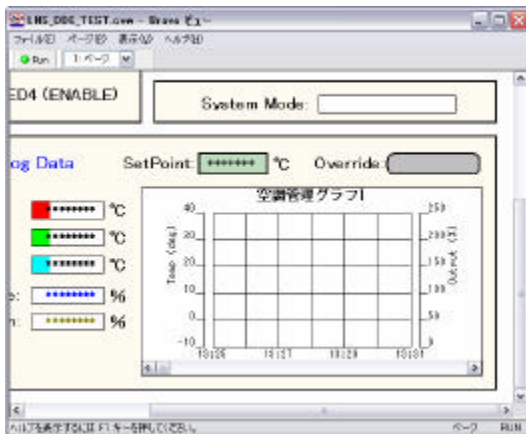 LNS_DDE_TEST.cvw - Brave ビュー
ファイル(F) ページ(P) 表示(V) ヘルプ(H)
Run 1: ページ
ED4 (ENABLE)
System Mode:
og Data SetPoint: ******* ℃ Override:
空調管理グラフ1
******** ℃
******** ℃
******** ℃
e: ******** %
n: ******** %
Temp (deg)
40
30
20
10
0
-10
Output (%)
250
200
150
100
50
0
13:26 13:27 13:29 13:31
ヘルプを表示するには F1 キーを押してください。 ページ RUN